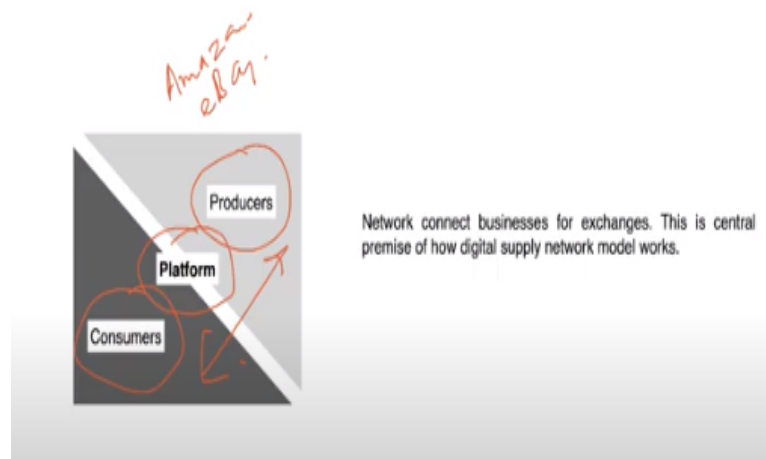 Amazon.
eBay.
Producers
Platform
Consumers
Network connect businesses for exchanges. This is central
premise of how digital supply network model works.